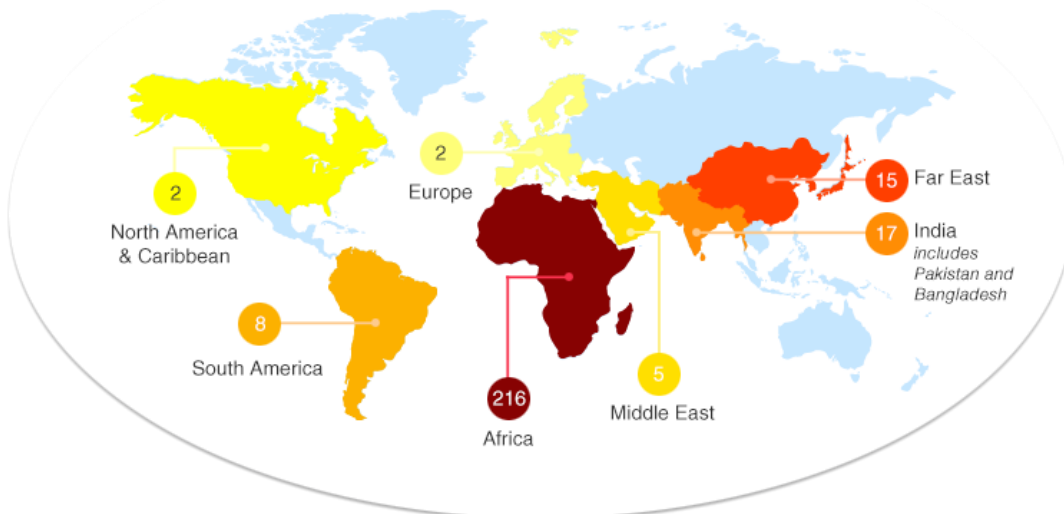 2
North America
& Caribbean
2
Europe
15
Far East
17
India
includes
Pakistan and
Bangladesh
8
South America
216
Africa
5
Middle East